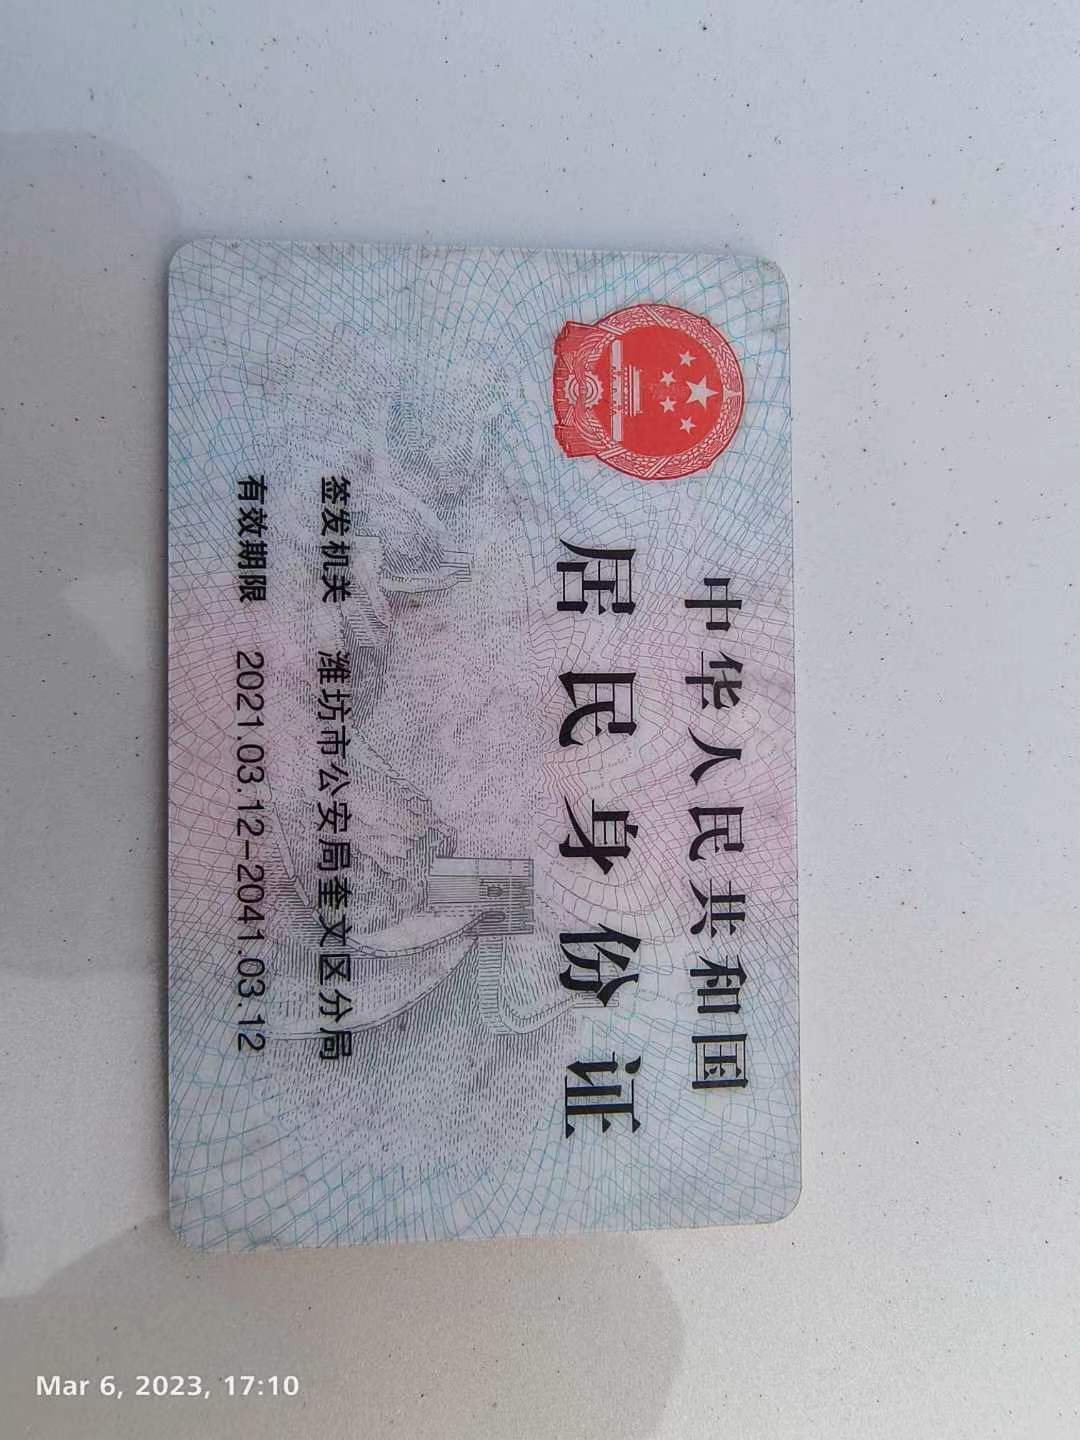 中华人民共和国
居民身份证
签发机关 潍坊市公安局奎文区分局
有效期限 2021.03.12-2041.03.12
Mar 6, 2023, 17:10